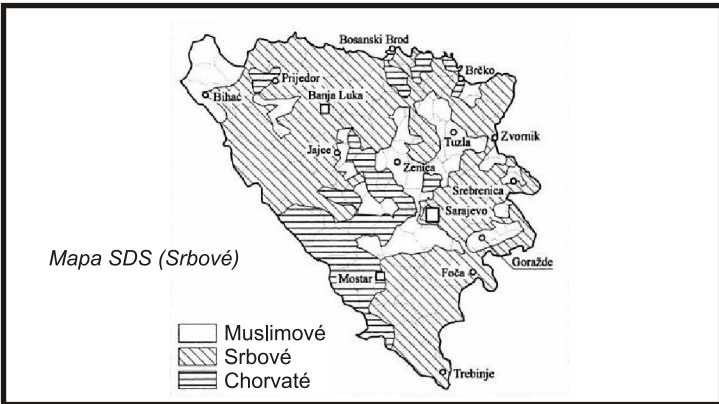 Bosanski Brod
Prijedor
Brčko
Bihać
Banja Luka
Tuzla
Zvornik
Jajce
Zenica
Srebrenica
Sarajevo
Mapa SDS (Srbové)
Goražde
Foča
Mostar
Muslimové
Srbové
Chorvaté
Trebinje